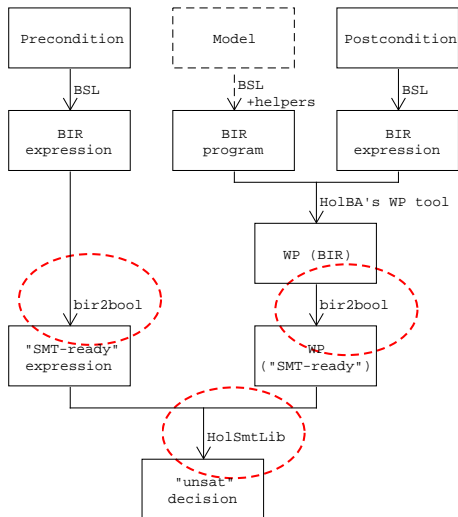 Precondition
Model
Postcondition
BSL
BSL
+helpers
BSL
BIR
expression
BIR
program
BIR
expression
HolBA's WP tool
WP (BIR)
bir2bool
bir2bool
"SMT-ready"
expression
WP
("SMT-ready")
HolSmtLib
"unsat"
decision